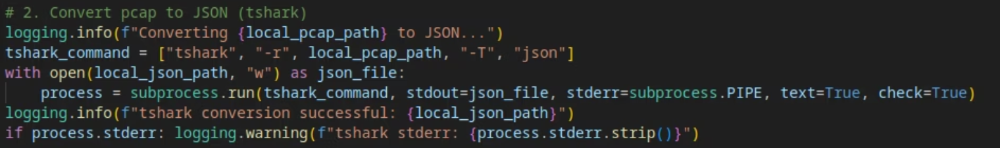 # 2. Convert pcap to JSON (tshark)
logging.info(f"Converting {local_pcap_path} to JSON...")
tshark_command = ["tshark", "-r", local_pcap_path, "-T", "json"]
with open(local_json_path, "w") as json_file:
    process = subprocess.run(tshark_command, stdout=json_file, stderr=subprocess.PIPE, text=True, check=True)
logging.info(f"tshark conversion successful: {local_json_path}")
if process.stderr: logging.warning(f"tshark stderr: {process.stderr.strip()}")